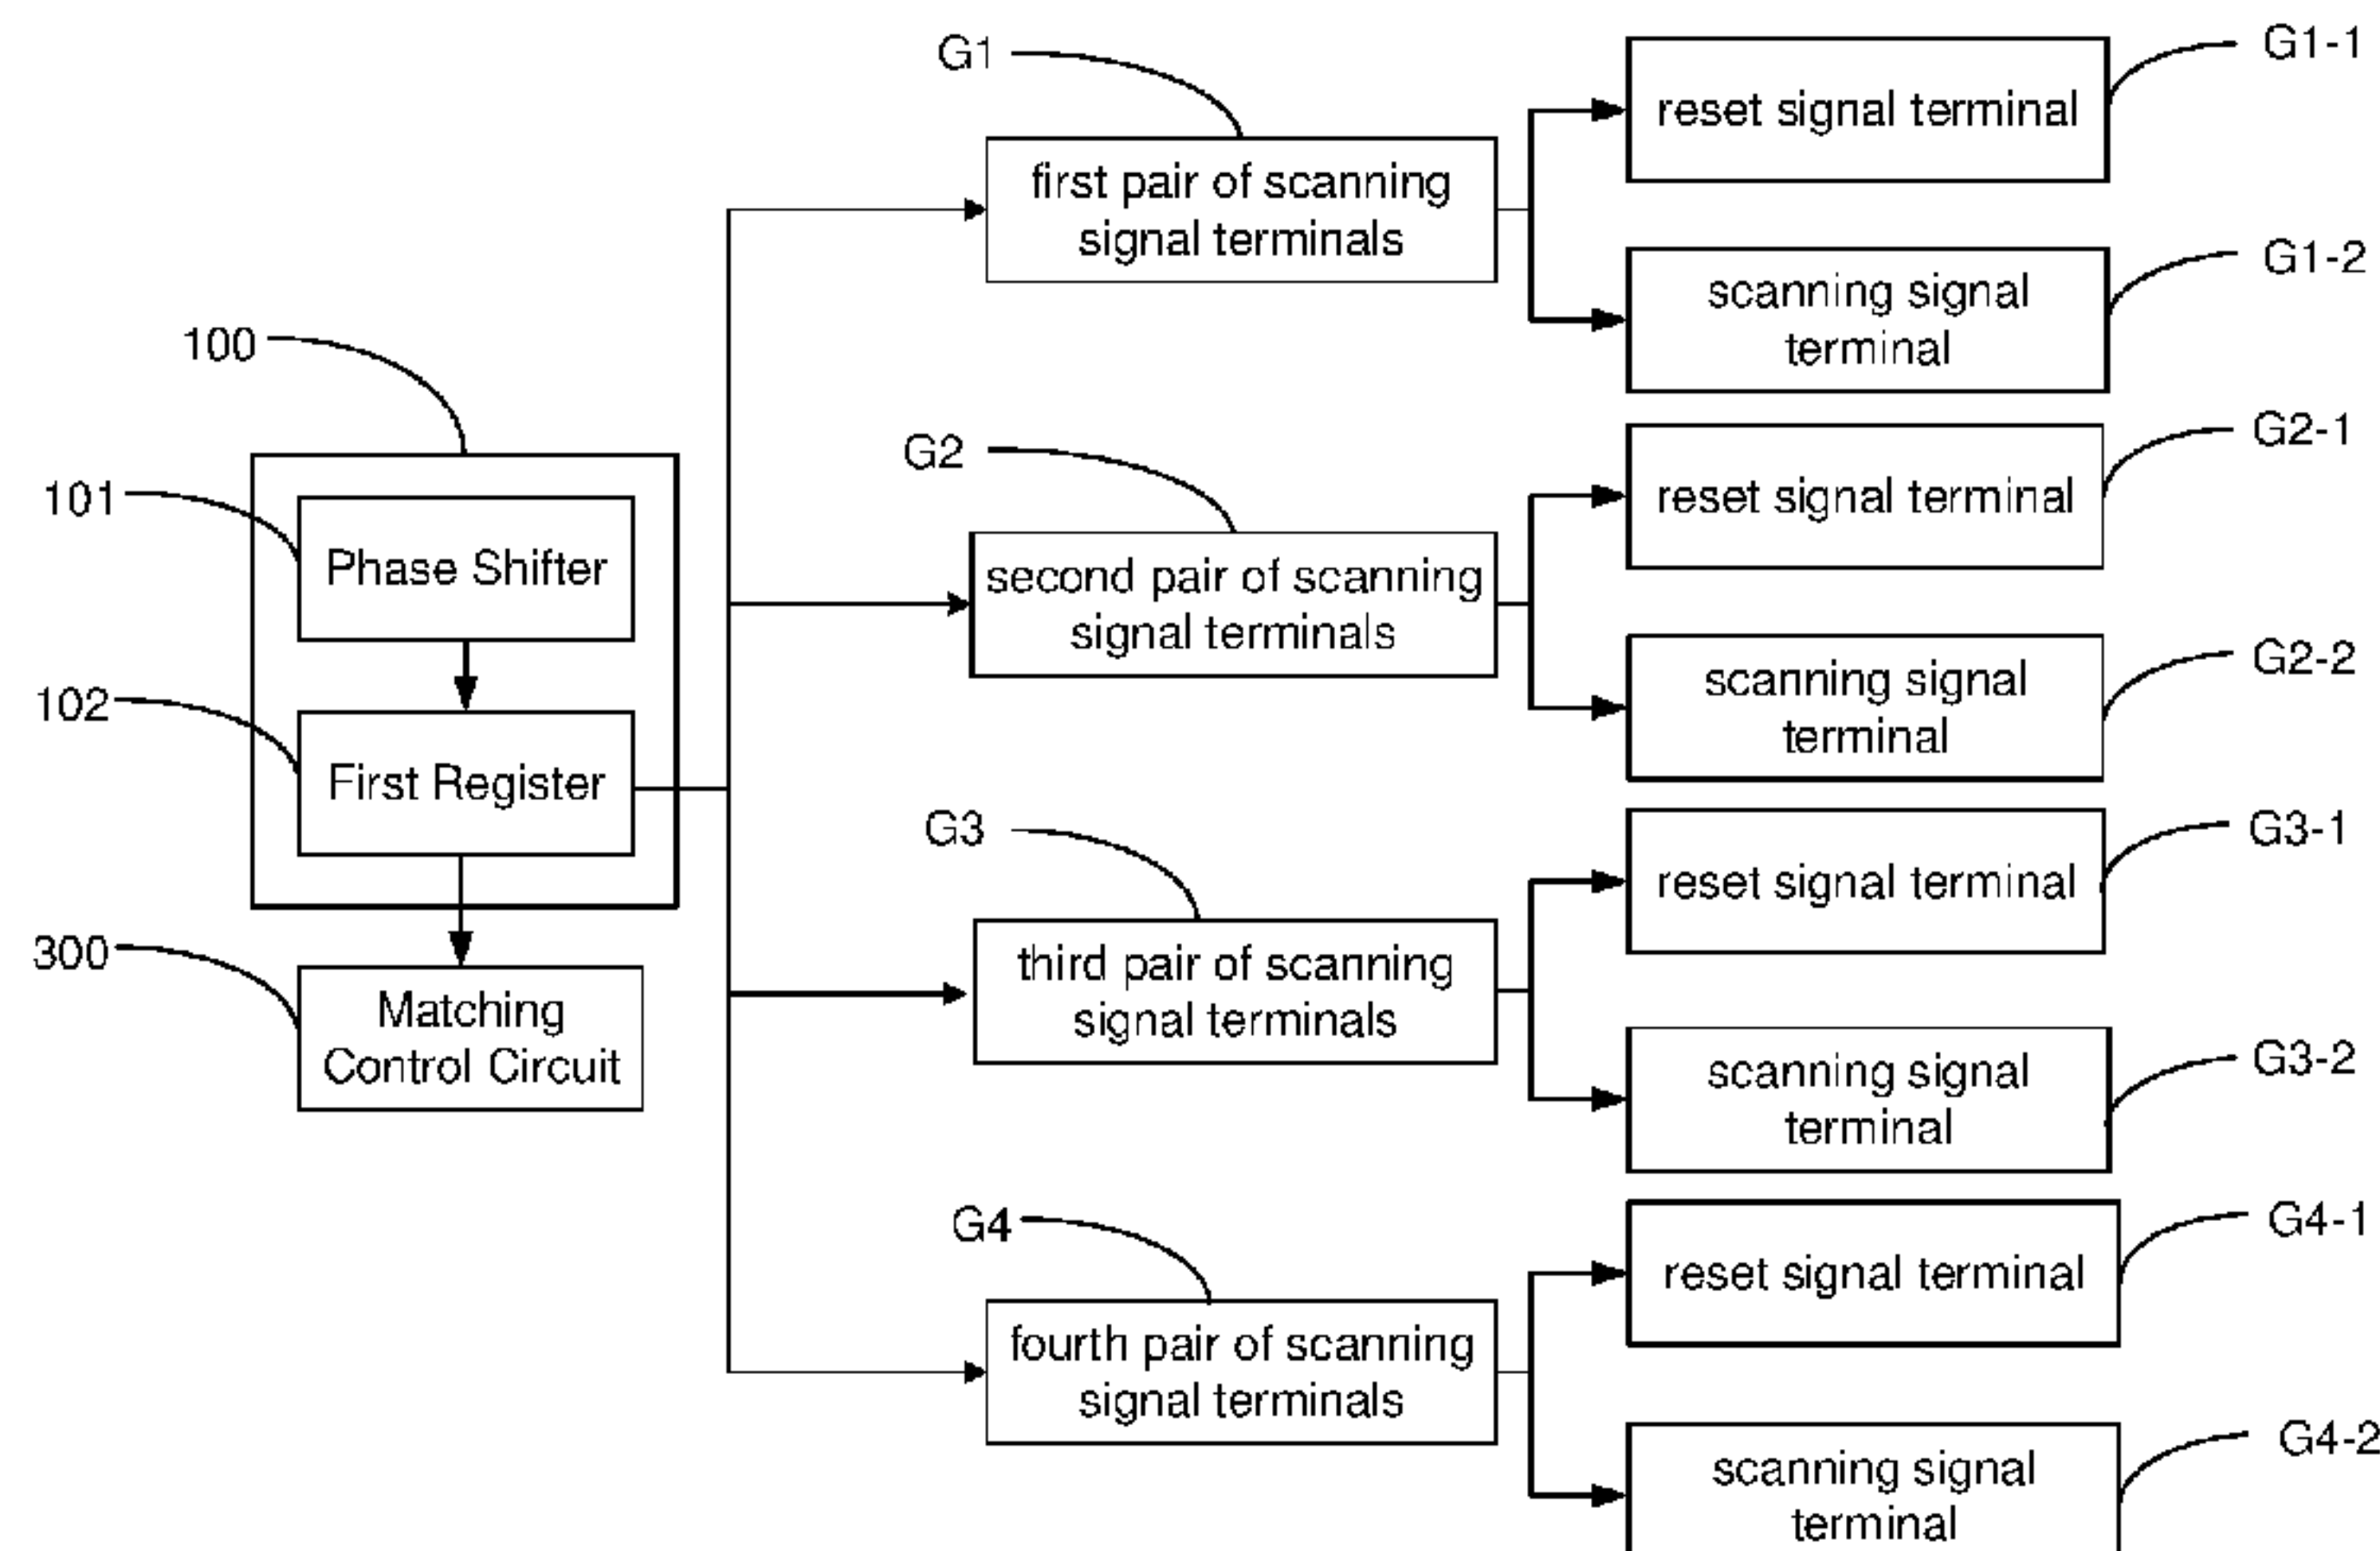 100
101
Phase Shifter
102
First Register
300
Matching
Control Circuit
G1
first pair of scanning
signal terminals
G1-1
reset signal terminal
G1-2
scanning signal
terminal
G2
second pair of scanning
signal terminals
G2-1
reset signal terminal
G2-2
scanning signal
terminal
G3
third pair of scanning
signal terminals
G3-1
reset signal terminal
G3-2
scanning signal
terminal
G4
fourth pair of scanning
signal terminals
G4-1
reset signal terminal
G4-2
scanning signal
terminal